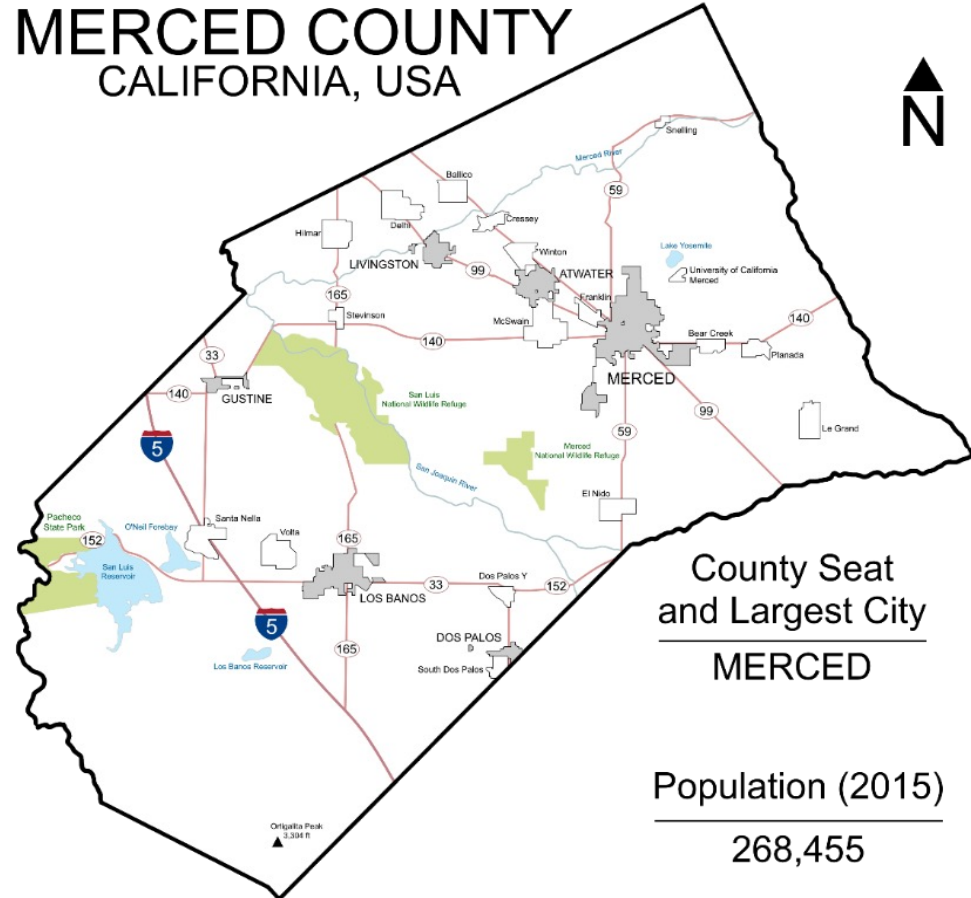 MERCED COUNTY
CALIFORNIA, USA
N
Snelling
Merced River
59
Ballico
Delhi
Cressey
Hilmar
Winton
Lake Yosemite
LIVINGSTON
99
ATWATER
University of California
Merced
165
Franklin
Stevinson
McSwain
140
Bear Creek
140
Planada
33
MERCED
140
GUSTINE
San Luis
National Wildlife Refuge
99
59
Le Grand
5
Merced
National Wildlife Refuge
San Joaquin River
El Nido
Pacheco
State Park
O'Neil Forebay
Santa Nella
152
Volta
165
San Luis
Reservoir
33
Dos Palos Y
152
LOS BANOS
5
DOS PALOS
165
Los Banos Reservoir
South Dos Palos
County Seat
and Largest City
MERCED
Population (2015)
268,455
Ortigalita Peak
3,304 ft